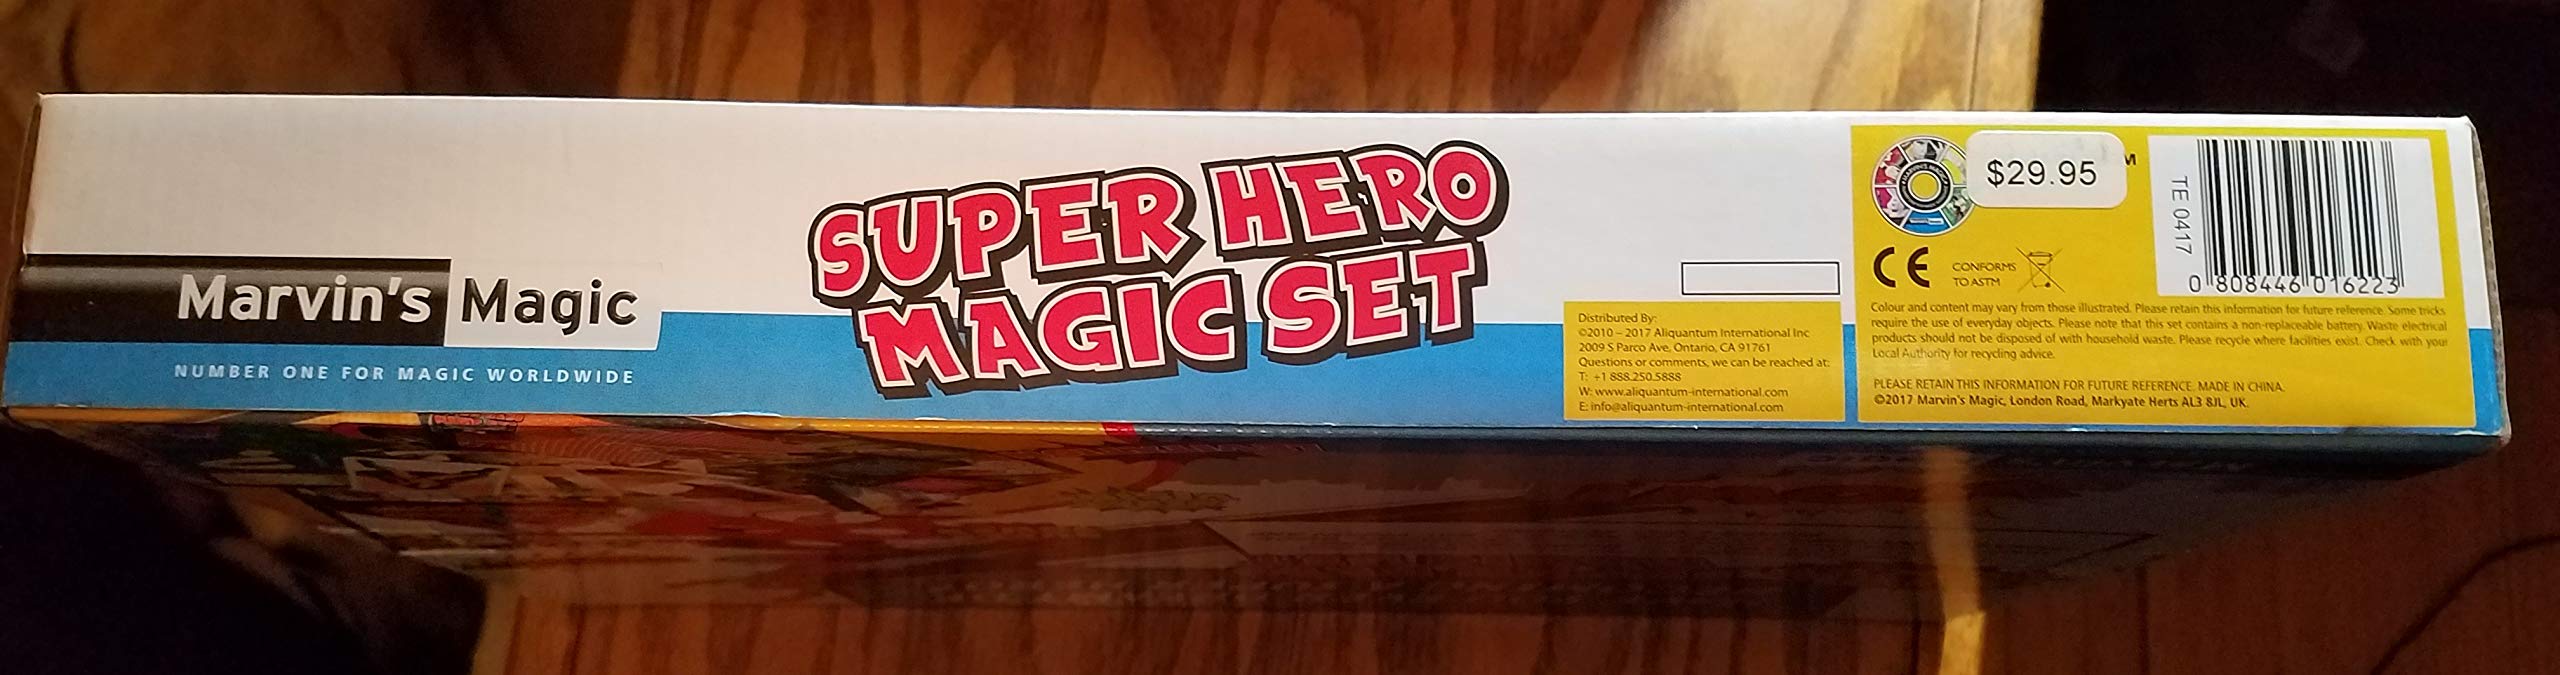 Marvin's Magic
NUMBER ONE FOR MAGIC WORLDWIDE
SUPER HERO
MAGIC SET
Distributed By:
©2010 – 2017 Aliquantum International Inc
2009 S Parco Ave, Ontario, CA 91761
Questions or comments, we can be reached at:
T: +1 888.250.5888
W: www.aliquantum-international.com
E: info@aliquantum-international.com
$29.95
M
CE
CONFORMS
TO ASTM
TE 0417
0 808446 016223
Colour and content may vary from those illustrated. Please retain this information for future reference. Some tricks
require the use of everyday objects. Please note that this set contains a non-replaceable battery. Waste electrical
products should not be disposed of with household waste. Please recycle where facilities exist. Check with your
Local Authority for recycling advice.
PLEASE RETAIN THIS INFORMATION FOR FUTURE REFERENCE. MADE IN CHINA.
©2017 Marvin's Magic, London Road, Markyate Herts AL3 8JL, UK.